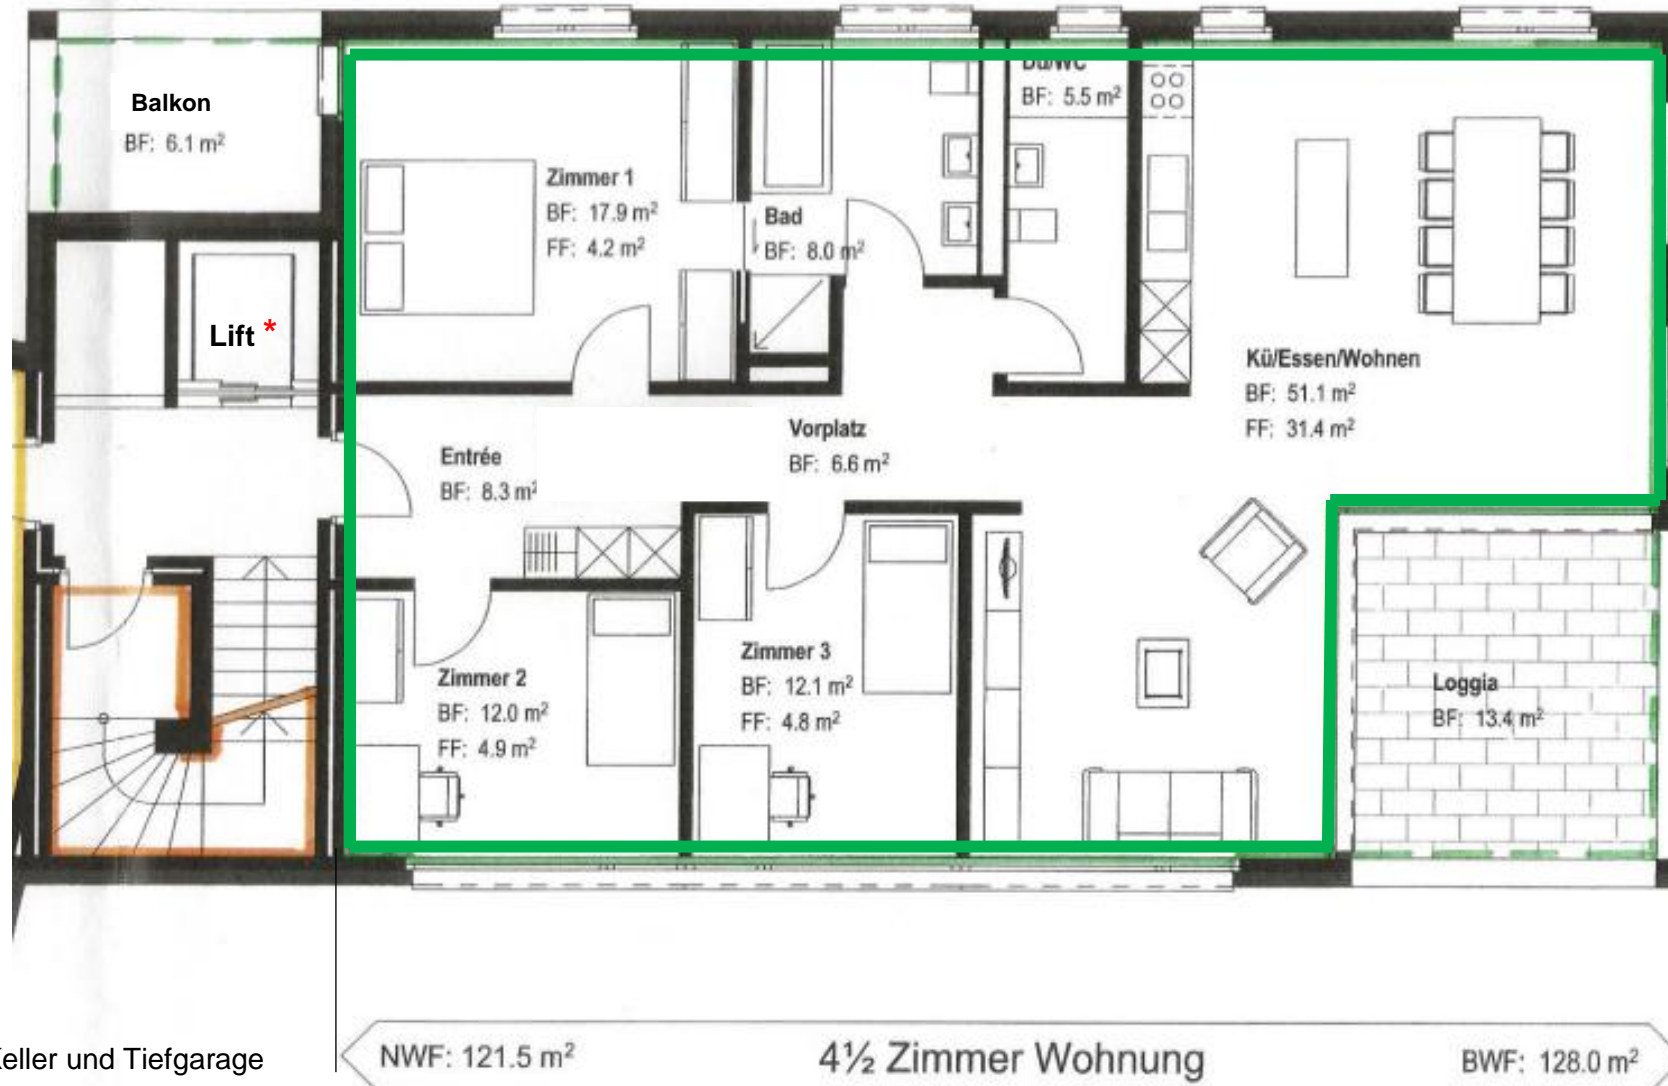 Balkon
BF: 6.1 m²
Lift *
Zimmer 1
BF: 17.9 m²
FF: 4.2 m²
Bad
BF: 8.0 m²
Du/WC
BF: 5.5 m²
Kü/Essen/Wohnen
BF: 51.1 m²
FF: 31.4 m²
Entrée
BF: 8.3 m²
Vorplatz
BF: 6.6 m²
Zimmer 2
BF: 12.0 m²
FF: 4.9 m²
Zimmer 3
BF: 12.1 m²
FF: 4.8 m²
Loggia
BF: 13.4 m²
Keller und Tiefgarage
NWF: 121.5 m²
4½ Zimmer Wohnung
BWF: 128.0 m²